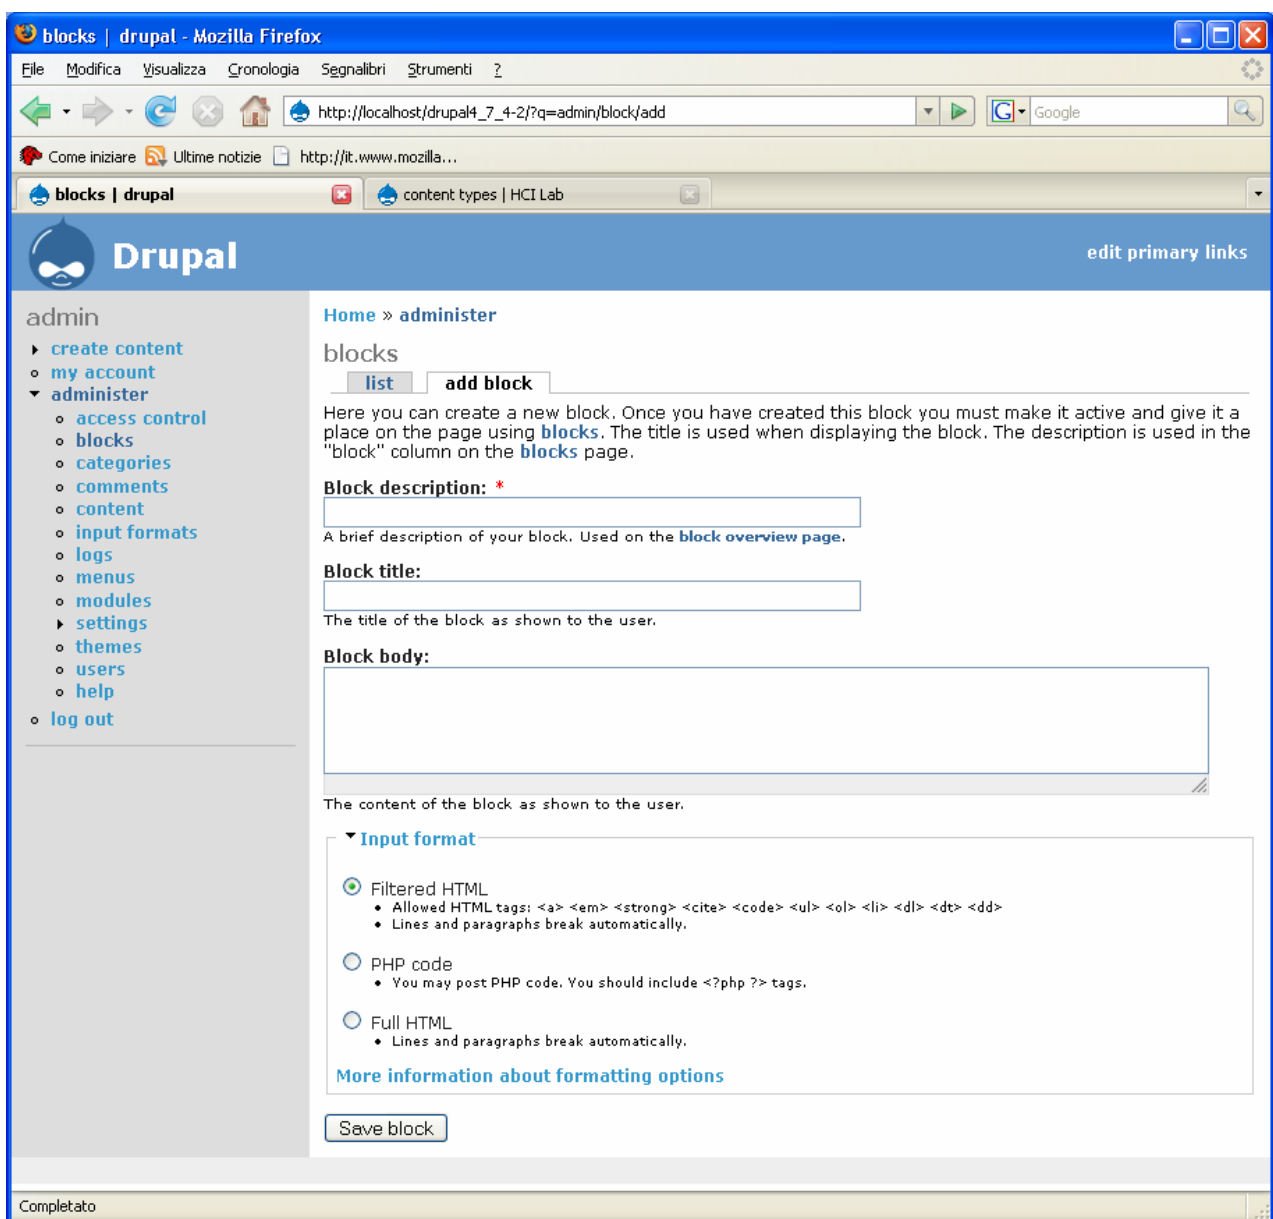 blocks | drupal - Mozilla Firefox
File Modifica Visualizza Cronologia Segnalibri Strumenti ?
http://localhost/drupal4_7_4-2/?q=admin/block/add
G Google
Come iniziare Ultime notizie http://it.www.mozilla...
blocks | drupal content types | HCI Lab
Drupal
edit primary links
admin
create content
my account
administer
access control
blocks
categories
comments
content
input formats
logs
menus
modules
settings
themes
users
help
log out
Home » administer
blocks
list add block
Here you can create a new block. Once you have created this block you must make it active and give it a
place on the page using blocks. The title is used when displaying the block. The description is used in the
"block" column on the blocks page.
Block description: *
A brief description of your block. Used on the block overview page.
Block title:
The title of the block as shown to the user.
Block body:
The content of the block as shown to the user.
Input format
Filtered HTML
• Allowed HTML tags: <a> <em> <strong> <cite> <code> <ul> <ol> <li> <dl> <dt> <dd>
• Lines and paragraphs break automatically.
PHP code
• You may post PHP code. You should include <?php ?> tags.
Full HTML
• Lines and paragraphs break automatically.
More information about formatting options
Save block
Completato